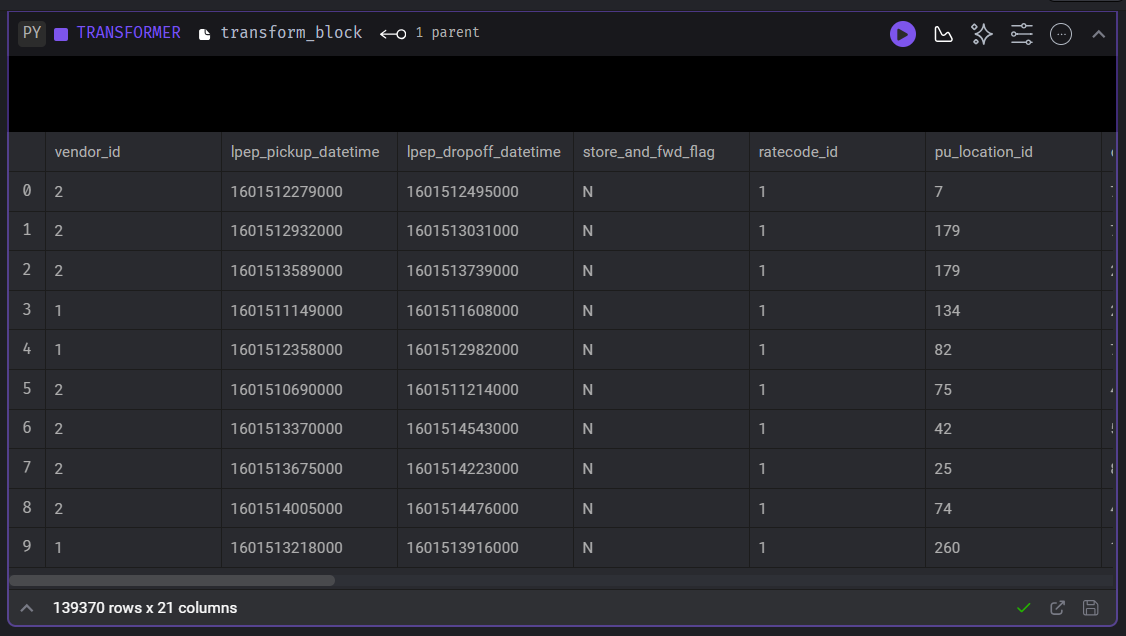 PY TRANSFORMER transform_block 1 parent
vendor_id lpep_pickup_datetime lpep_dropoff_datetime store_and_fwd_flag ratecode_id pu_location_id
0 2 1601512279000 1601512495000 N 1 7
1 2 1601512932000 1601513031000 N 1 179
2 2 1601513589000 1601513739000 N 1 179
3 1 1601511149000 1601511608000 N 1 134
4 1 1601512358000 1601512982000 N 1 82
5 2 1601510690000 1601511214000 N 1 75
6 2 1601513370000 1601514543000 N 1 42
7 2 1601513675000 1601514223000 N 1 25
8 2 1601514005000 1601514476000 N 1 74
9 1 1601513218000 1601513916000 N 1 260
139370 rows x 21 columns